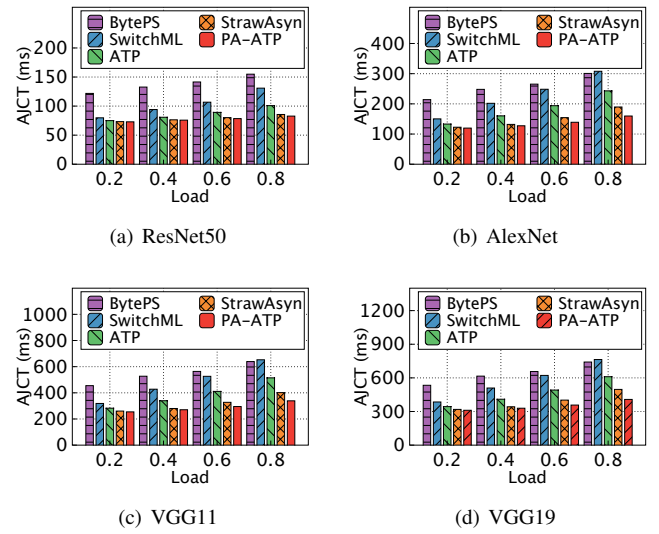 BytePS StrawAsyn
SwitchML PA-ATP
ATP
AJCT (ms)
200
150
100
50
0
0.2 0.4 0.6 0.8
Load
(a) ResNet50
BytePS StrawAsyn
SwitchML PA-ATP
ATP
AJCT (ms)
400
300
200
100
0
0.2 0.4 0.6 0.8
Load
(b) AlexNet
BytePS StrawAsyn
SwitchML PA-ATP
ATP
AJCT (ms)
1000
800
600
400
200
0
0.2 0.4 0.6 0.8
Load
(c) VGG11
BytePS StrawAsyn
SwitchML PA-ATP
ATP
AJCT (ms)
1200
900
600
300
0
0.2 0.4 0.6 0.8
Load
(d) VGG19